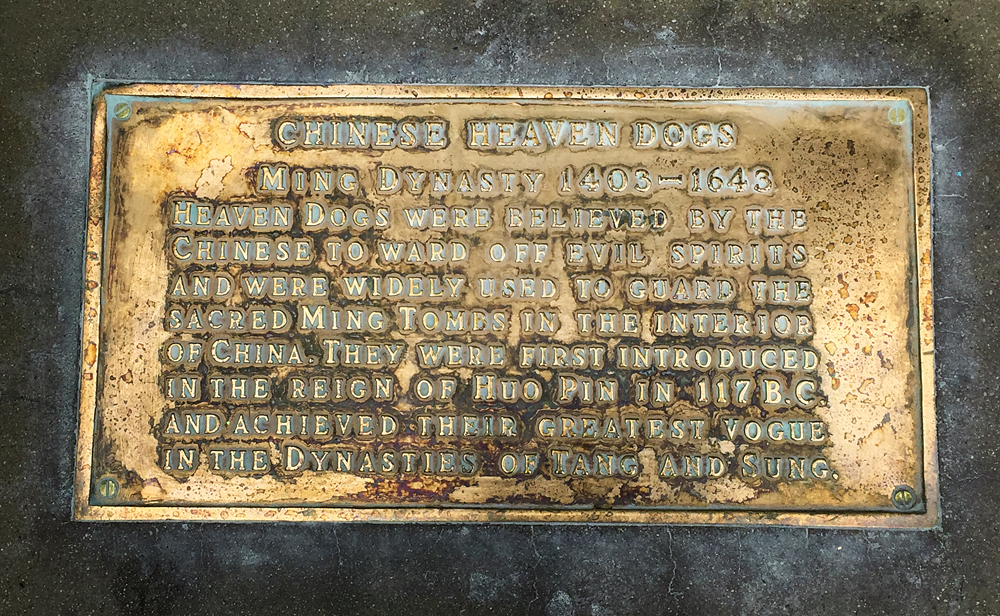 CHINESE HEAVEN DOGS
MING DYNASTY 1403-1643
HEAVEN DOGS WERE BELIEVED BY THE
CHINESE TO WARD OFF EVIL SPIRITS
AND WERE WIDELY USED TO GUARD THE
SACRED MING TOMBS IN THE INTERIOR
OF CHINA. THEY WERE FIRST INTRODUCED
IN THE REIGN OF HUO PIN IN 117 B.C.
AND ACHIEVED THEIR GREATEST VOGUE
IN THE DYNASTIES OF TANG AND SUNG.